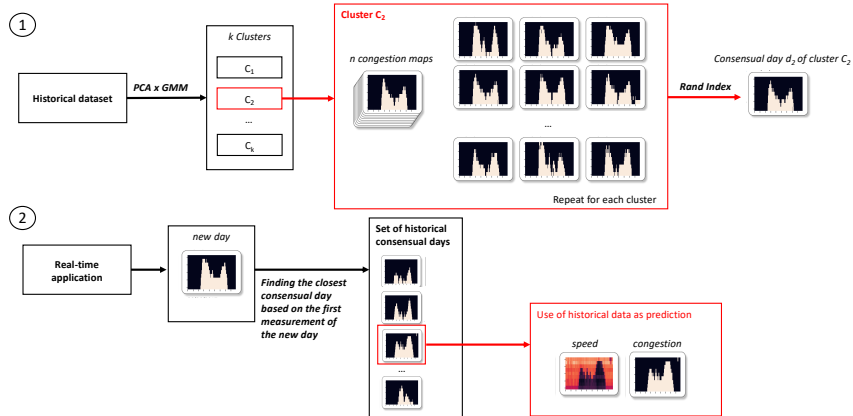 1
Historical dataset
PCA x GMM
k Clusters
C1
C2
...
Ck
Cluster C2
n congestion maps
...
Repeat for each cluster
Rand Index
Consensual day d2 of cluster C2
2
Real-time
application
new day
Finding the closest
consensual day
based on the first
measurement of
the new day
Set of historical
consensual days
...
Use of historical data as prediction
speed
congestion